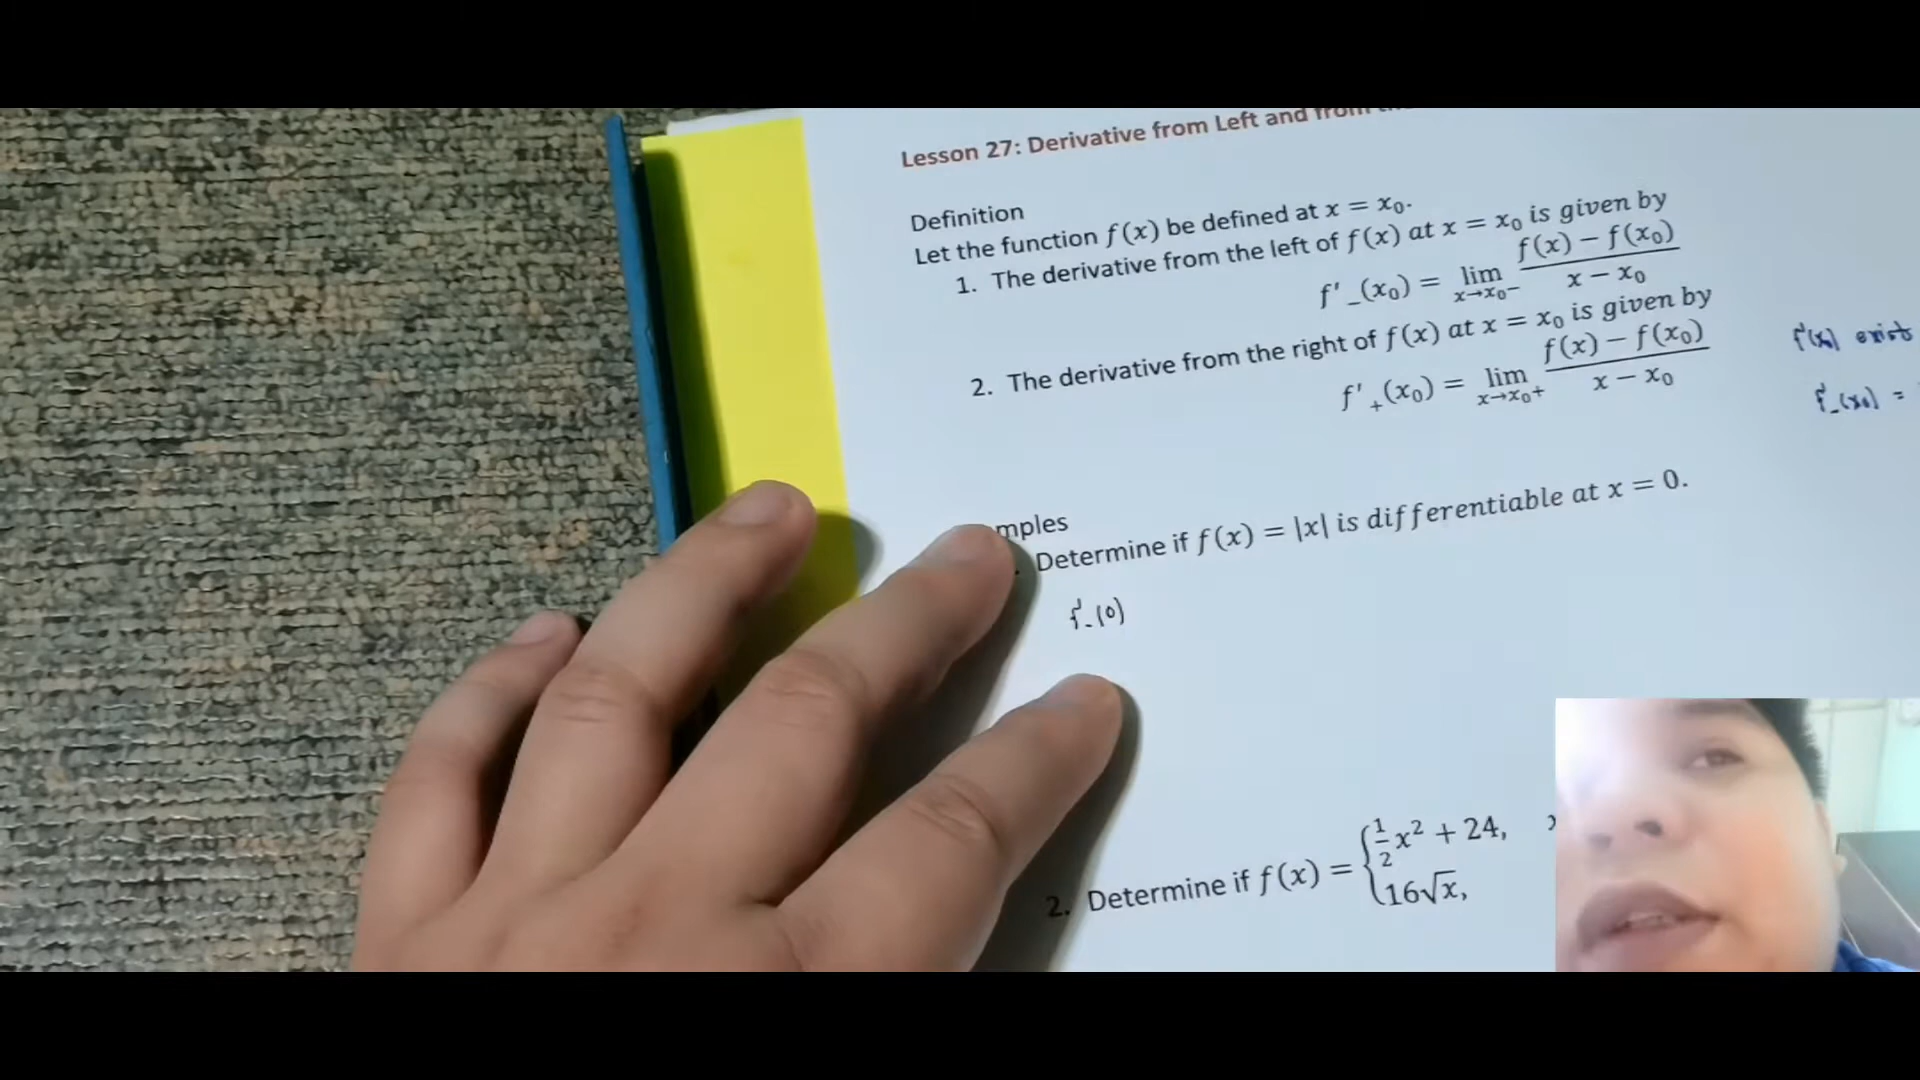 Lesson 27: Derivative from Left and from
Definition
Let the function f(x) be defined at x = x₀.
1. The derivative from the left of f(x) at x = x₀ is given by
f'₋(x₀) = lim x→x₀− (f(x) − f(x₀))/(x − x₀)
2. The derivative from the right of f(x) at x = x₀ is given by
f'₊(x₀) = lim x→x₀+ (f(x) − f(x₀))/(x − x₀)
f'(x₀) exists
f'₋(x₀) =
mples
Determine if f(x) = |x| is differentiable at x = 0.
f'₋(0)
2. Determine if f(x) = { 1/2 x² + 24,
16√x,